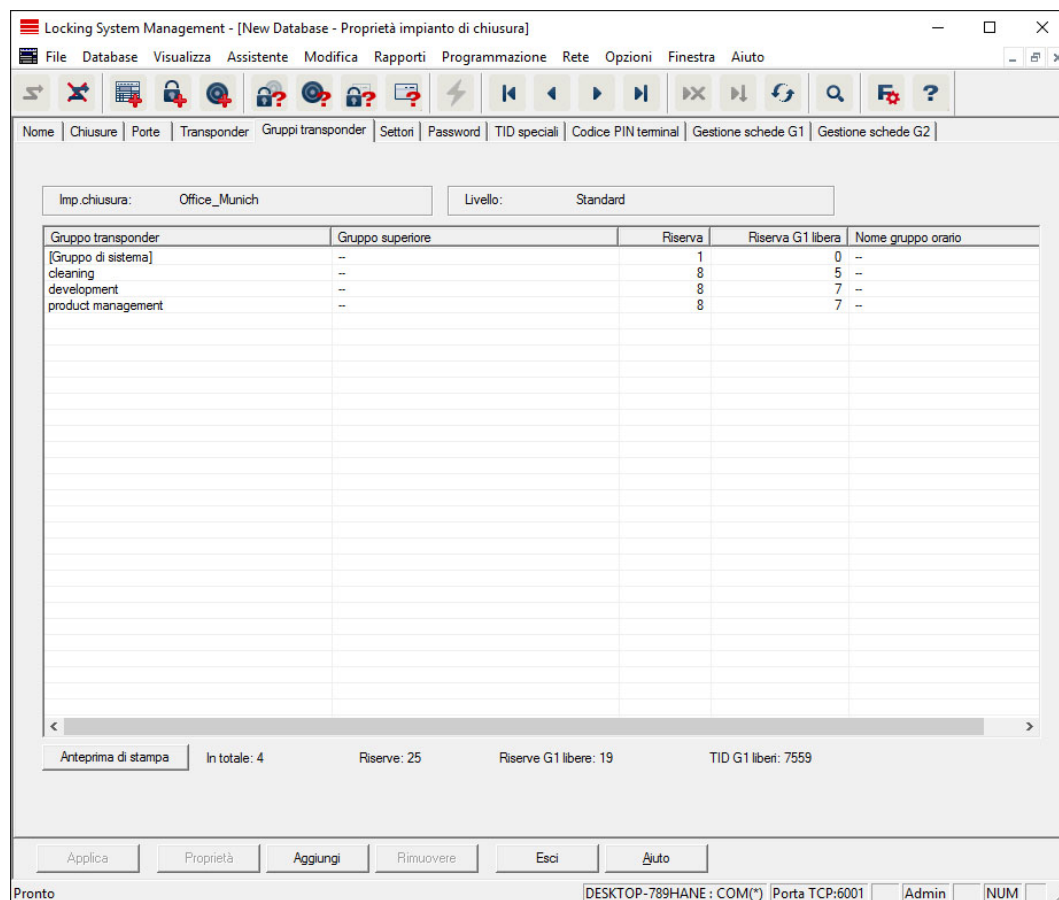 Locking System Management - [New Database - Proprietà impianto di chiusura]
File Database Visualizza Assistente Modifica Rapporti Programmazione Rete Opzioni Finestra Aiuto
Nome Chiusure Porte Transponder Gruppi transponder Settori Password TID speciali Codice PIN terminal Gestione schede G1 Gestione schede G2
Imp.chiusura: Office_Munich Livello: Standard
Gruppo transponder Gruppo superiore Riserva Riserva G1 libera Nome gruppo orario
[Gruppo di sistema] -- 1 0 --
cleaning -- 8 5 --
development -- 8 7 --
product management -- 8 7 --
Anteprima di stampa In totale: 4 Riserve: 25 Riserve G1 libere: 19 TID G1 liberi: 7559
Applica Proprietà Aggiungi Rimuovere Esci Aiuto
Pronto DESKTOP-789HANE : COM(*) Porta TCP:6001 Admin NUM